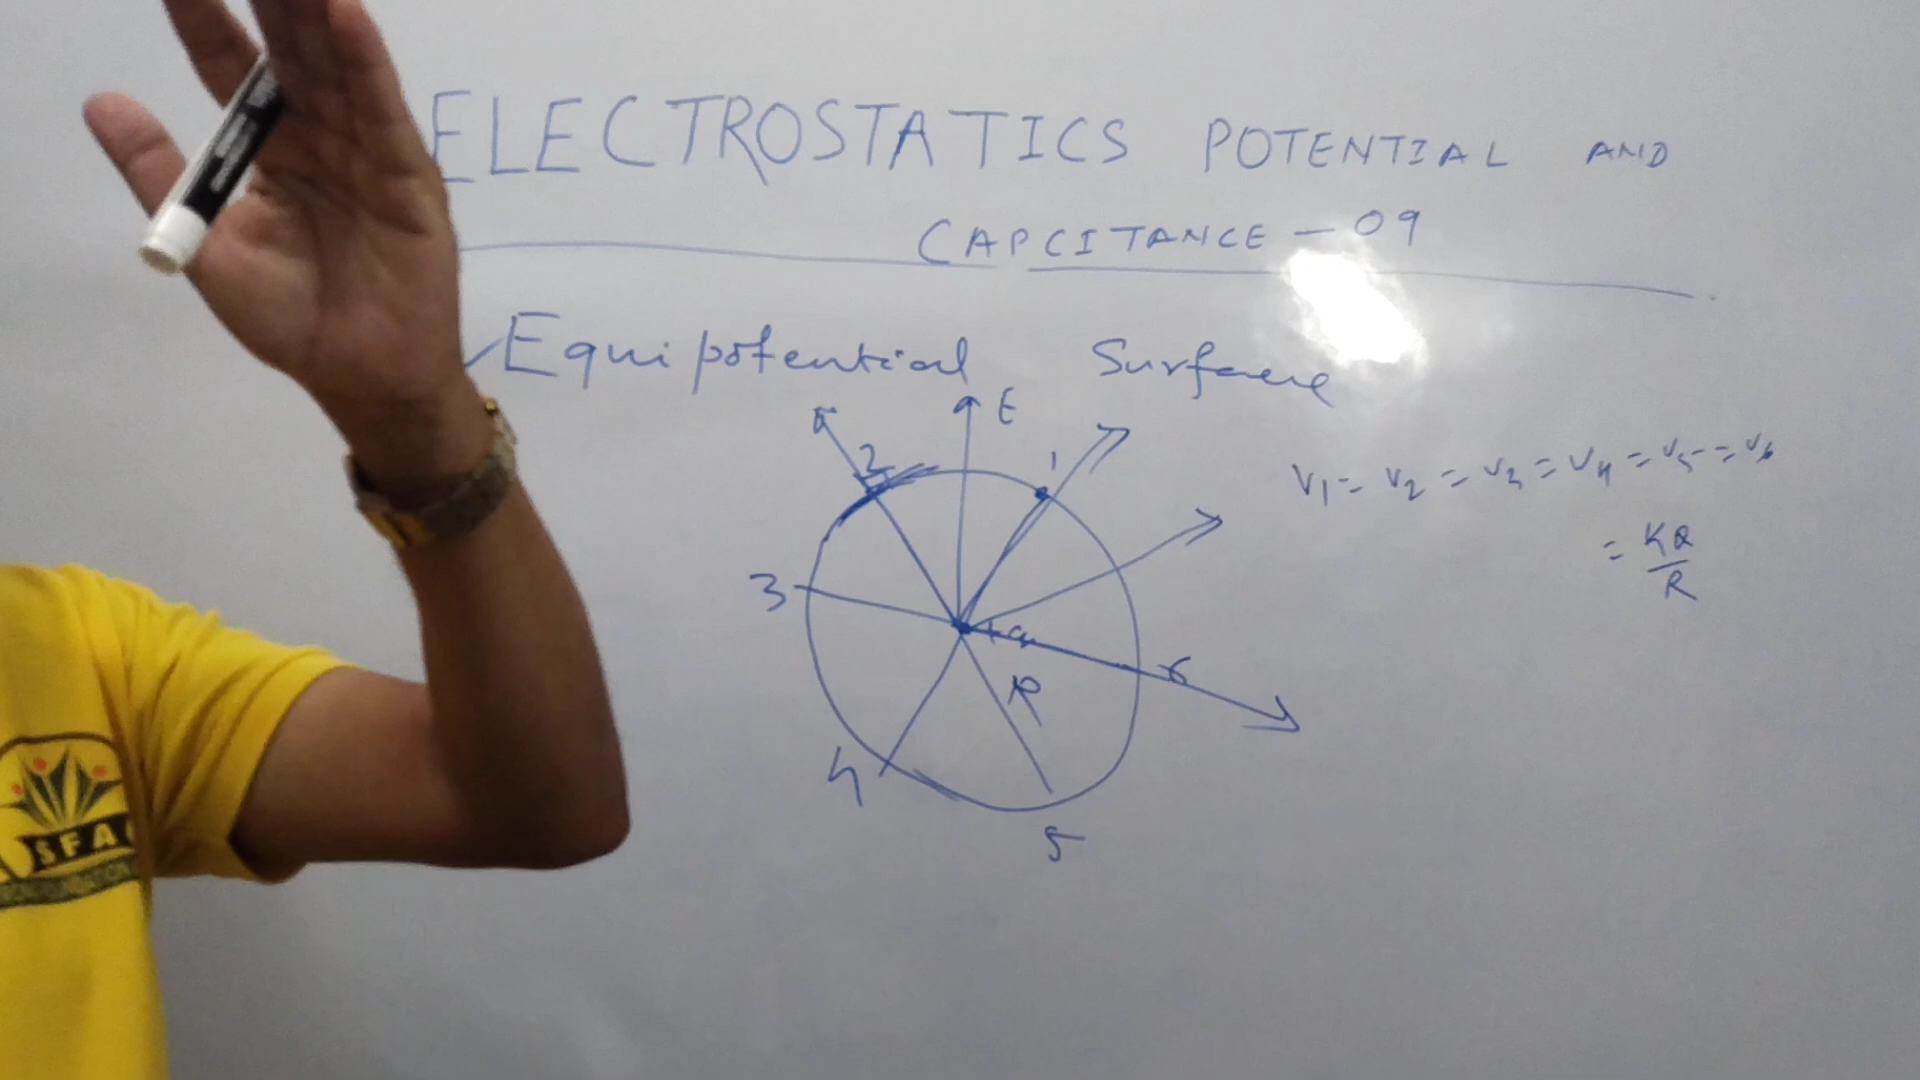 ELECTROSTATICS POTENTIAL AND
CAPCITANCE - 09
Equipotential Surface
E
2
1
V1 = V2 = V3 = V4 = V5 = V6
= KQ/R
3
+Q
6
R
4
5
SFA